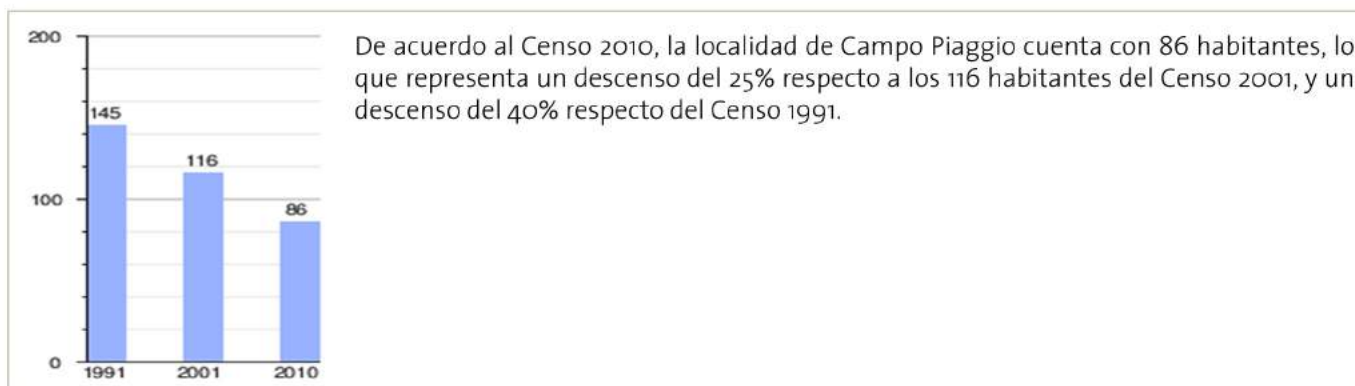 200
145
116
100
86
0
1991 2001 2010
De acuerdo al Censo 2010, la localidad de Campo Piaggio cuenta con 86 habitantes, lo
que representa un descenso del 25% respecto a los 116 habitantes del Censo 2001, y un
descenso del 40% respecto del Censo 1991.